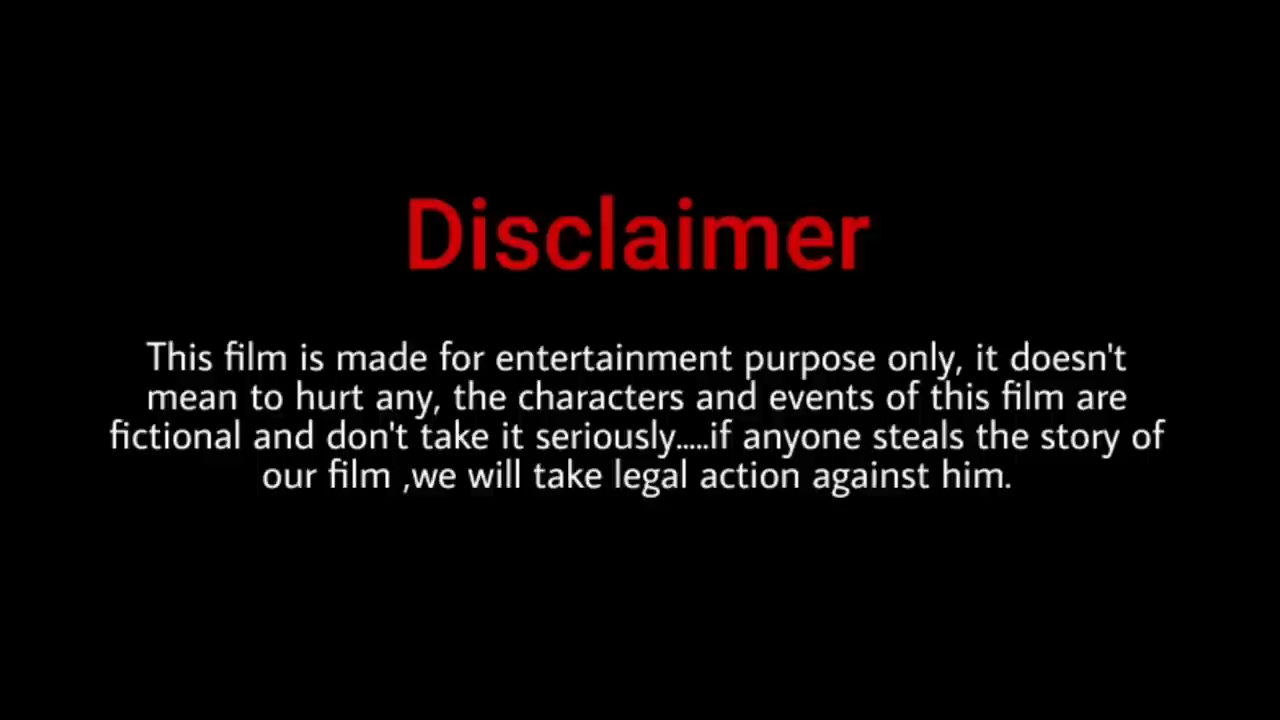 Disclaimer
This film is made for entertainment purpose only, it doesn't
mean to hurt any, the characters and events of this film are
fictional and don't take it seriously.....if anyone steals the story of
our film ,we will take legal action against him.